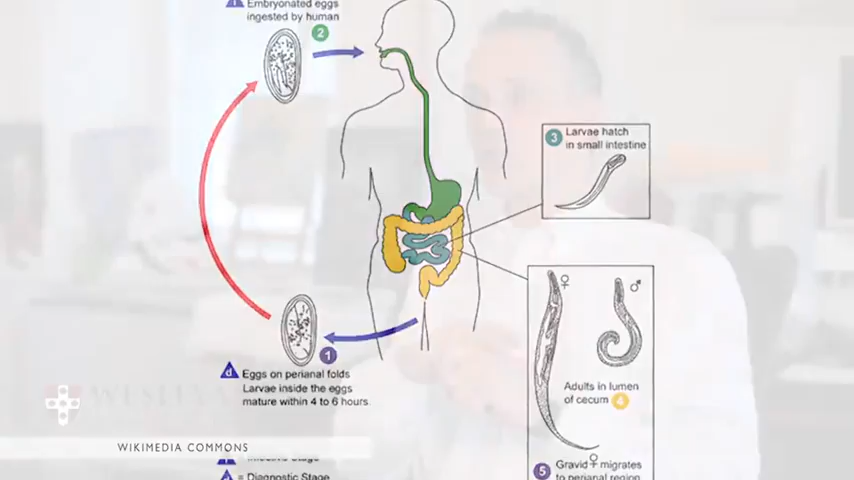 Embryonated eggs
ingested by human
2
3 Larvae hatch
in small intestine
♀
♂
1
d Eggs on perianal folds
Larvae inside the eggs
mature within 4 to 6 hours.
Adults in lumen
of cecum 4
WIKIMEDIA COMMONS
d = Diagnostic Stage
5 Gravid ♀ migrates
to perianal region